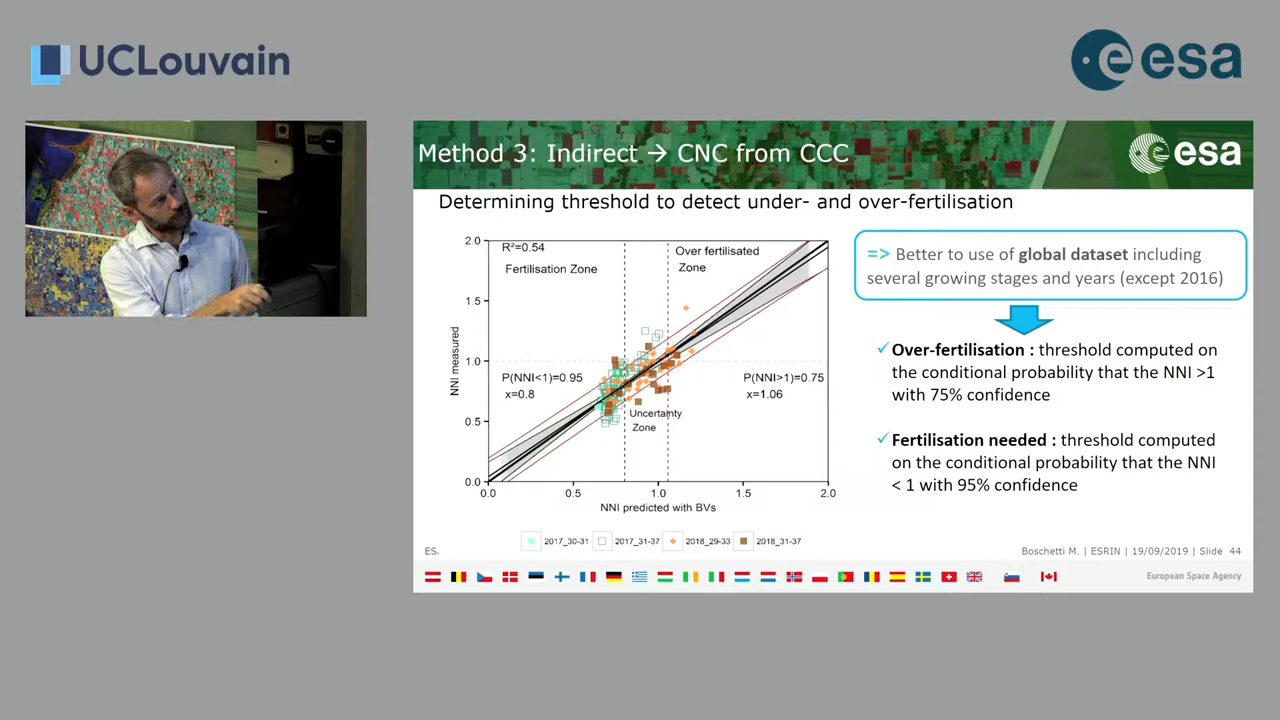 UCLouvain
esa
Method 3: Indirect → CNC from CCC
esa
Determining threshold to detect under- and over-fertilisation
2.0
1.5
1.0
0.5
0.0
NNI measured
R²=0.54
Fertilisation Zone
Over fertilisated
Zone
P(NNI<1)=0.95
x=0.8
P(NNI>1)=0.75
x=1.06
Uncertainty
Zone
0.0 0.5 1.0 1.5 2.0
NNI predicted with BVs
2017_30-31 2017_31-37 2018_29-33 2018_31-37
=> Better to use of global dataset including
several growing stages and years (except 2016)
✓Over-fertilisation : threshold computed on
the conditional probability that the NNI >1
with 75% confidence
✓Fertilisation needed : threshold computed
on the conditional probability that the NNI
< 1 with 95% confidence
ES,
Boschetti M. | ESRIN | 19/09/2019 | Slide 44
European Space Agency